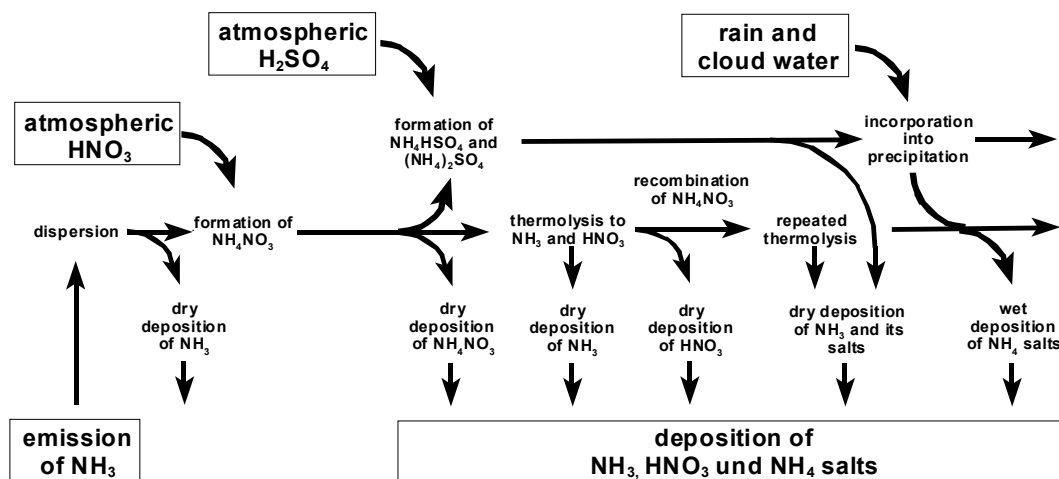 atmospheric
H₂SO₄
rain and
cloud water
atmospheric
HNO₃
formation of
NH₄HSO₄ and
(NH₄)₂SO₄
incorporation
into
precipitation
recombination
of NH₄NO₃
dispersion
formation of
NH₄NO₃
thermolysis to
NH₃ and HNO₃
repeated
thermolysis
dry
deposition
of NH₃
dry
deposition
of NH₄NO₃
dry
deposition
of NH₃
dry
deposition
of HNO₃
dry deposition
of NH₃ and its
salts
wet
deposition
of NH₄ salts
emission
of NH₃
deposition of
NH₃, HNO₃ und NH₄ salts